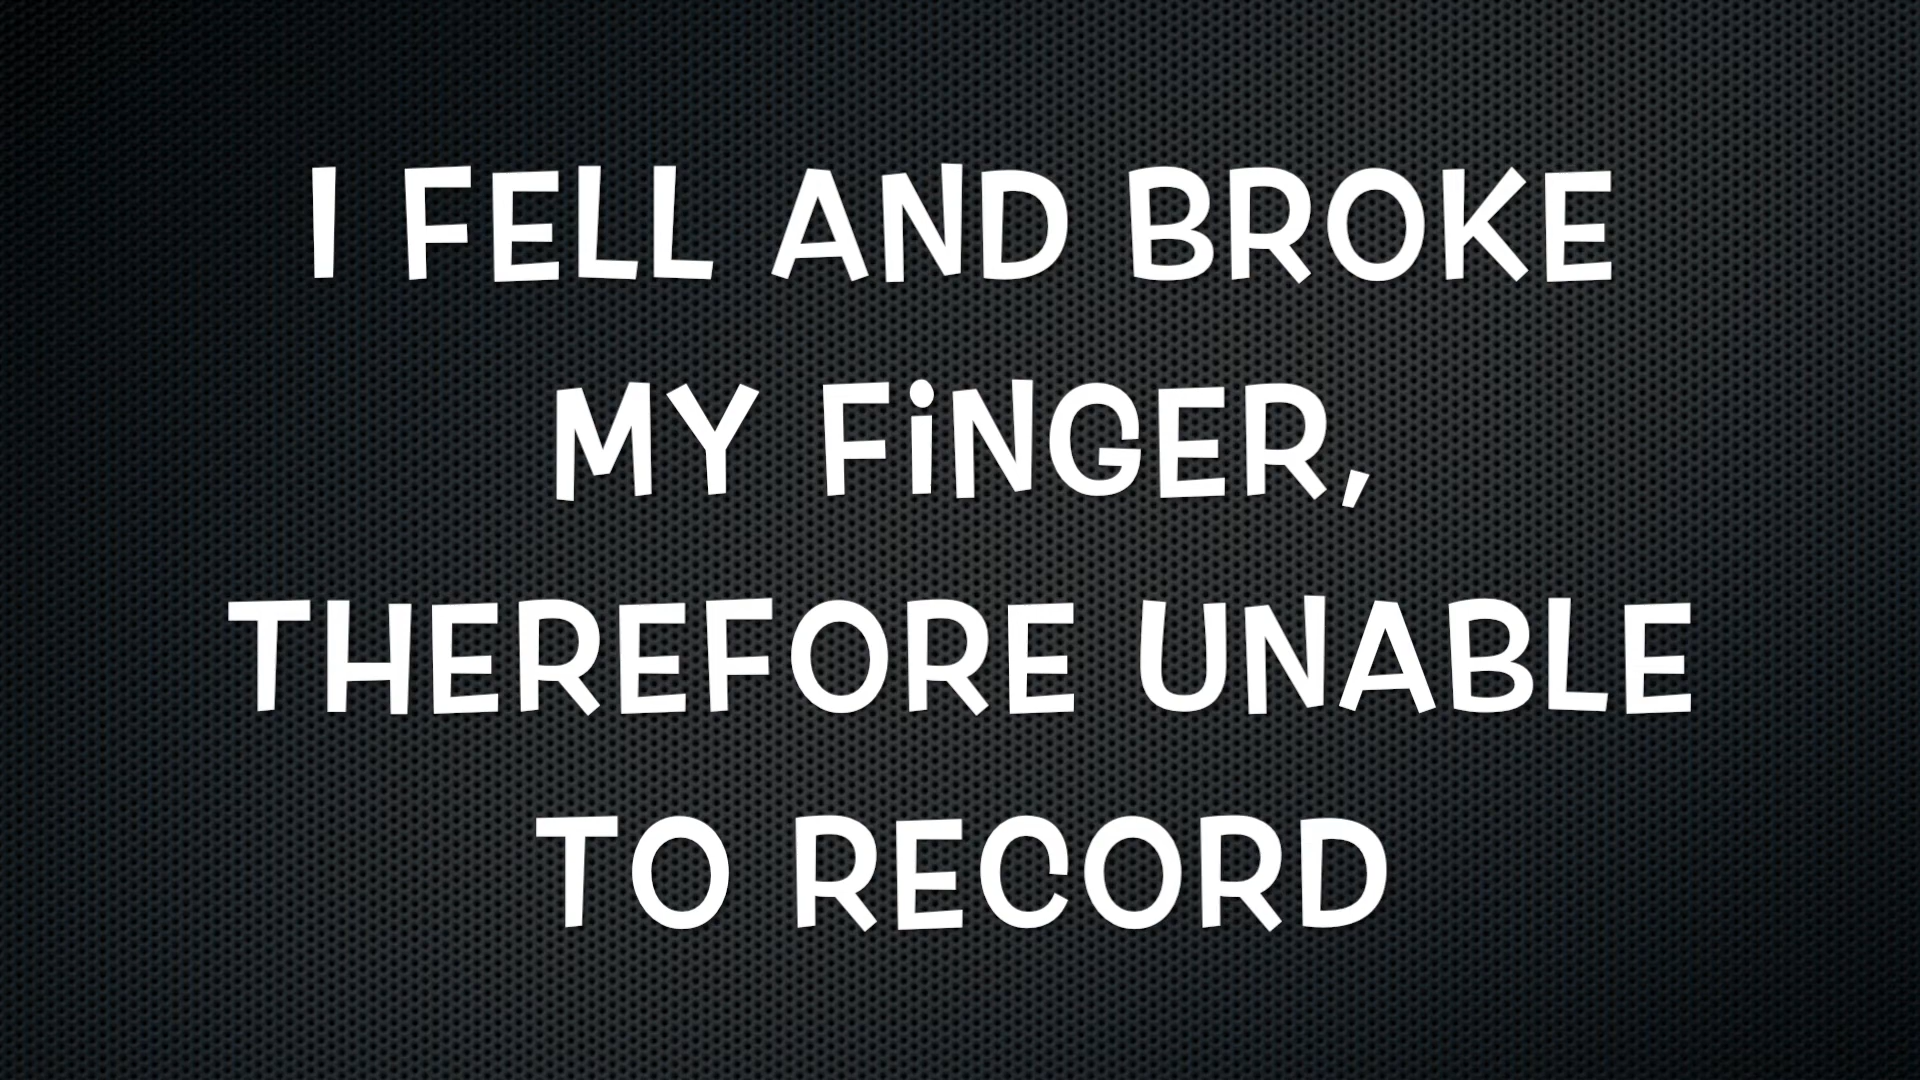 I FELL AND BROKE
MY FiNGER,
THEREFORE UNABLE
TO RECORD